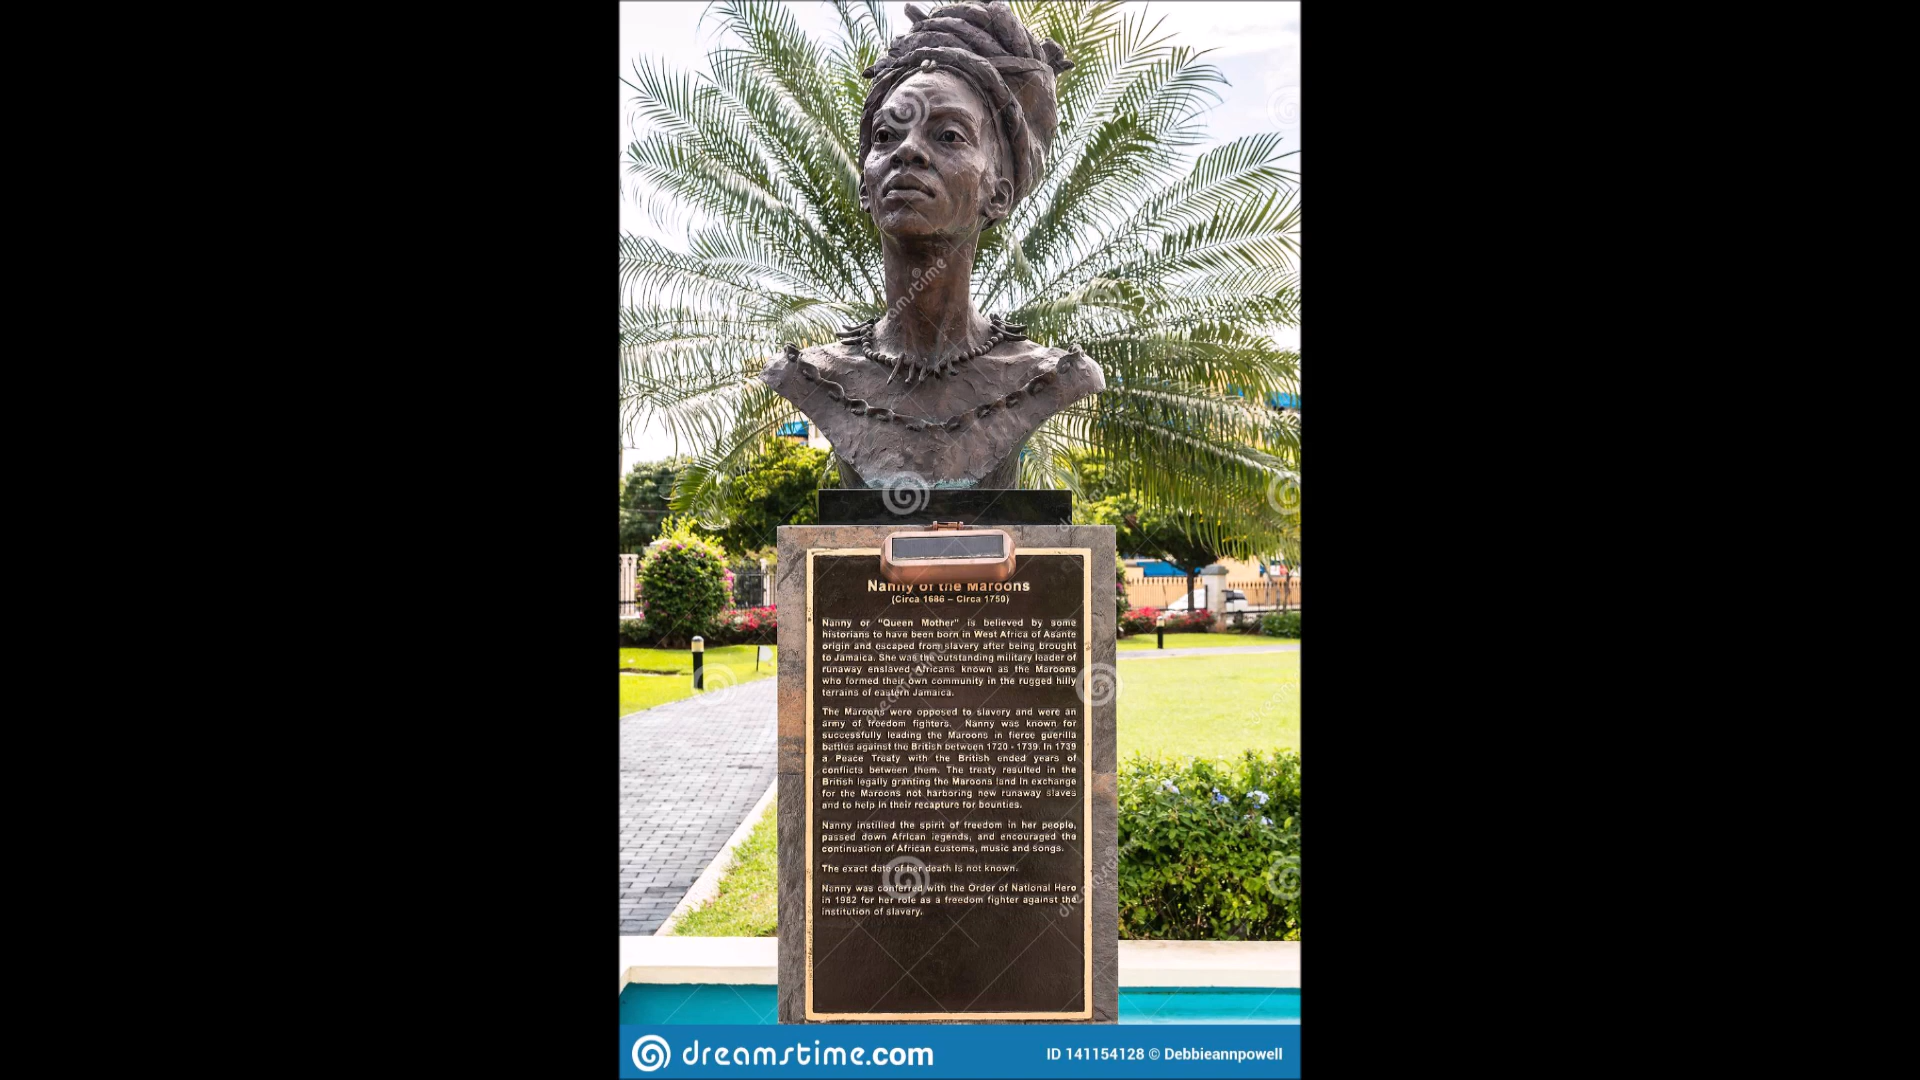 Nanny of the Maroons
(Circa 1686 – Circa 1750)
Nanny or "Queen Mother" is believed by some
historians to have been born in West Africa of Asante
origin and escaped from slavery after being brought
to Jamaica. She was the outstanding military leader of
runaway enslaved Africans known as the Maroons
who formed their own community in the rugged hilly
terrains of eastern Jamaica.
The Maroons were opposed to slavery and were an
army of freedom fighters. Nanny was known for
successfully leading the Maroons in fierce guerilla
battles against the British between 1720 - 1739. In 1739
a Peace Treaty with the British ended years of
conflicts between them. The treaty resulted in the
British legally granting the Maroons land in exchange
for the Maroons not harboring new runaway slaves
and to help in their recapture for bounties.
Nanny instilled the spirit of freedom in her people,
passed down African legends, and encouraged the
continuation of African customs, music and songs.
The exact date of her death is not known.
Nanny was conferred with the Order of National Hero
in 1982 for her role as a freedom fighter against the
institution of slavery.
dreamstime.com
ID 141154128 © Debbieannpowell